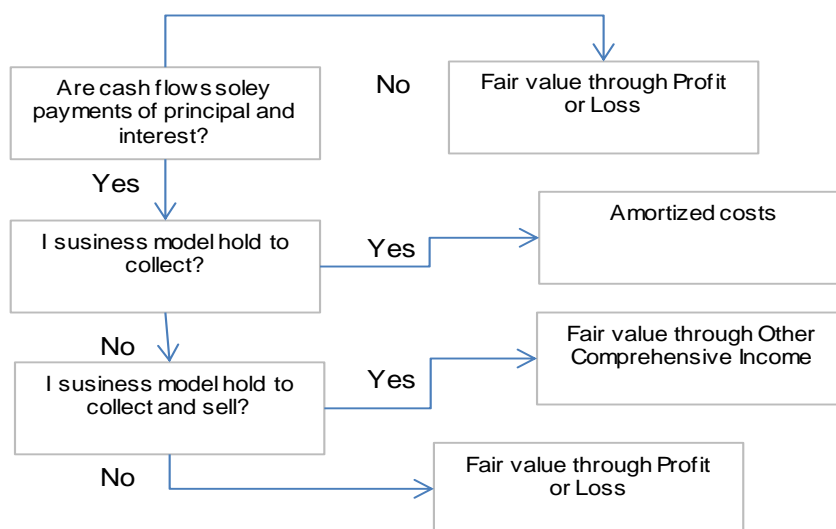 Are cash flows soley
payments of principal and
interest?
No
Fair value through Profit
or Loss
Yes
I susiness model hold to
collect?
Yes
Amortized costs
No
I susiness model hold to
collect and sell?
Yes
Fair value through Other
Comprehensive Income
No
Fair value through Profit
or Loss